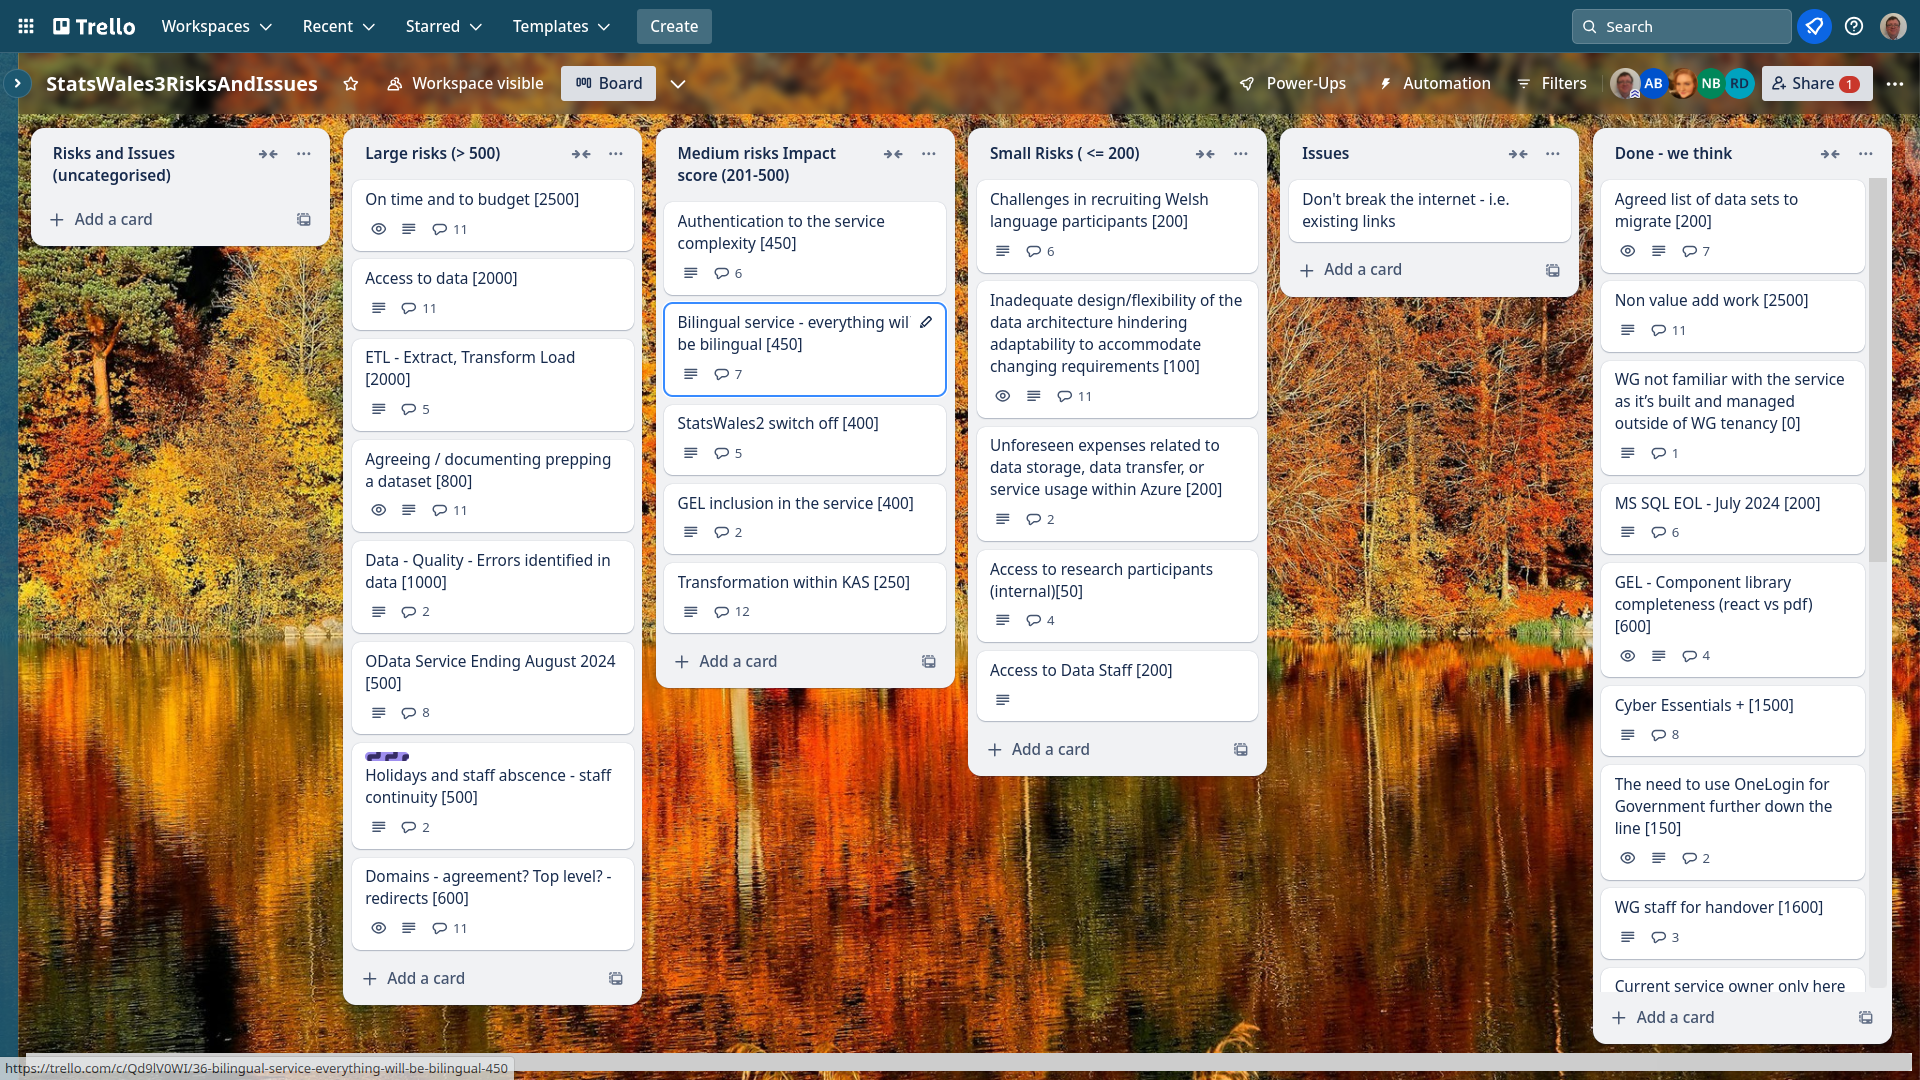 Trello
Workspaces
Recent
Starred
Templates
Create
Search
StatsWales3RisksAndIssues
Workspace visible
Board
Power-Ups
Automation
Filters
AB
NB
RD
Share
1
Risks and Issues
(uncategorised)
Add a card
Large risks (> 500)
On time and to budget [2500]
11
Access to data [2000]
11
ETL - Extract, Transform Load
[2000]
5
Agreeing / documenting prepping
a dataset [800]
11
Data - Quality - Errors identified in
data [1000]
2
OData Service Ending August 2024
[500]
8
Holidays and staff abscence - staff
continuity [500]
2
Domains - agreement? Top level? -
redirects [600]
11
Add a card
Medium risks Impact
score (201-500)
Authentication to the service
complexity [450]
6
Bilingual service - everything wil
be bilingual [450]
7
StatsWales2 switch off [400]
5
GEL inclusion in the service [400]
2
Transformation within KAS [250]
12
Add a card
Small Risks ( <= 200)
Challenges in recruiting Welsh
language participants [200]
6
Inadequate design/flexibility of the
data architecture hindering
adaptability to accommodate
changing requirements [100]
11
Unforeseen expenses related to
data storage, data transfer, or
service usage within Azure [200]
2
Access to research participants
(internal)[50]
4
Access to Data Staff [200]
Add a card
Issues
Don't break the internet - i.e.
existing links
Add a card
Done - we think
Agreed list of data sets to
migrate [200]
7
Non value add work [2500]
11
WG not familiar with the service
as it’s built and managed
outside of WG tenancy [0]
1
MS SQL EOL - July 2024 [200]
6
GEL - Component library
completeness (react vs pdf)
[600]
4
Cyber Essentials + [1500]
8
The need to use OneLogin for
Government further down the
line [150]
2
WG staff for handover [1600]
3
Current service owner only here
Add a card
https://trello.com/c/Qd9lV0WI/36-bilingual-service-everything-will-be-bilingual-450